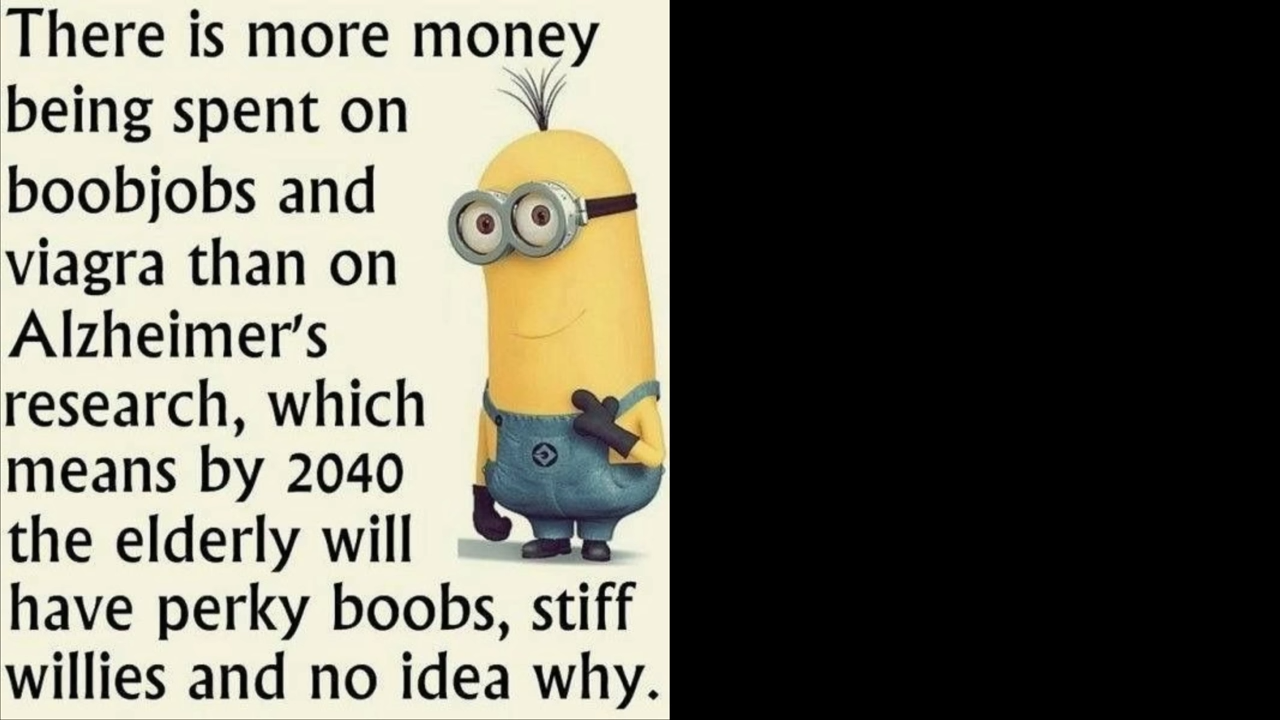 There is more money
being spent on
boobjobs and
viagra than on
Alzheimer's
research, which
means by 2040
the elderly will
have perky boobs, stiff
willies and no idea why.